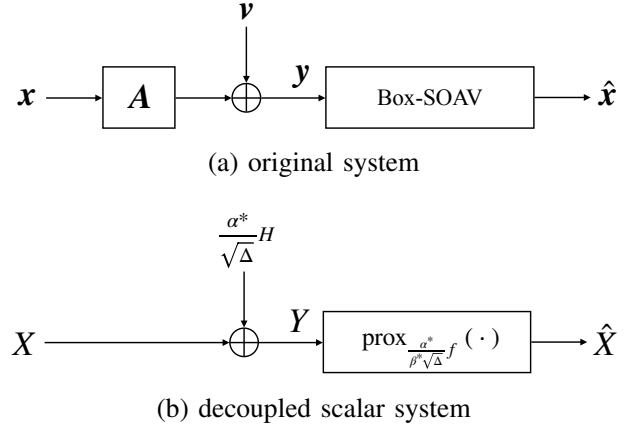 v
x A y Box-SOAV x̂
(a) original system
α*/√Δ H
X Y prox_{α*/(β*√Δ) f} (·) X̂
(b) decoupled scalar system